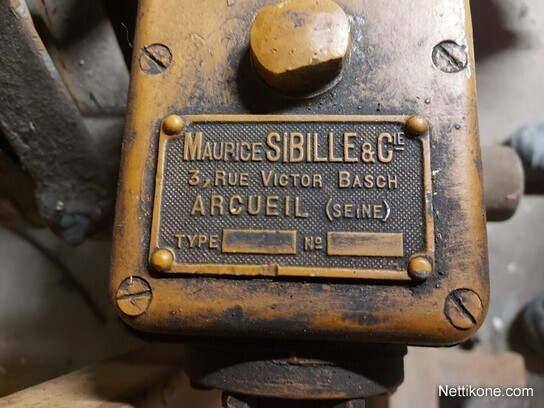 MAURICE SIBILLE & CIE
3, RUE VICTOR BASCH
ARCUEIL (SEINE)
TYPE No
Nettikone.com